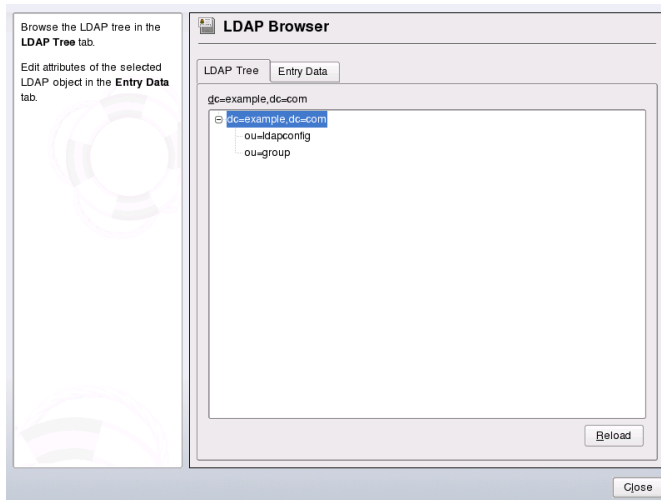 Browse the LDAP tree in the
LDAP Tree tab.
Edit attributes of the selected
LDAP object in the Entry Data
tab.
LDAP Browser
LDAP Tree
Entry Data
dc=example,dc=com
dc=example,dc=com
ou=ldapconfig
ou=group
Reload
Close